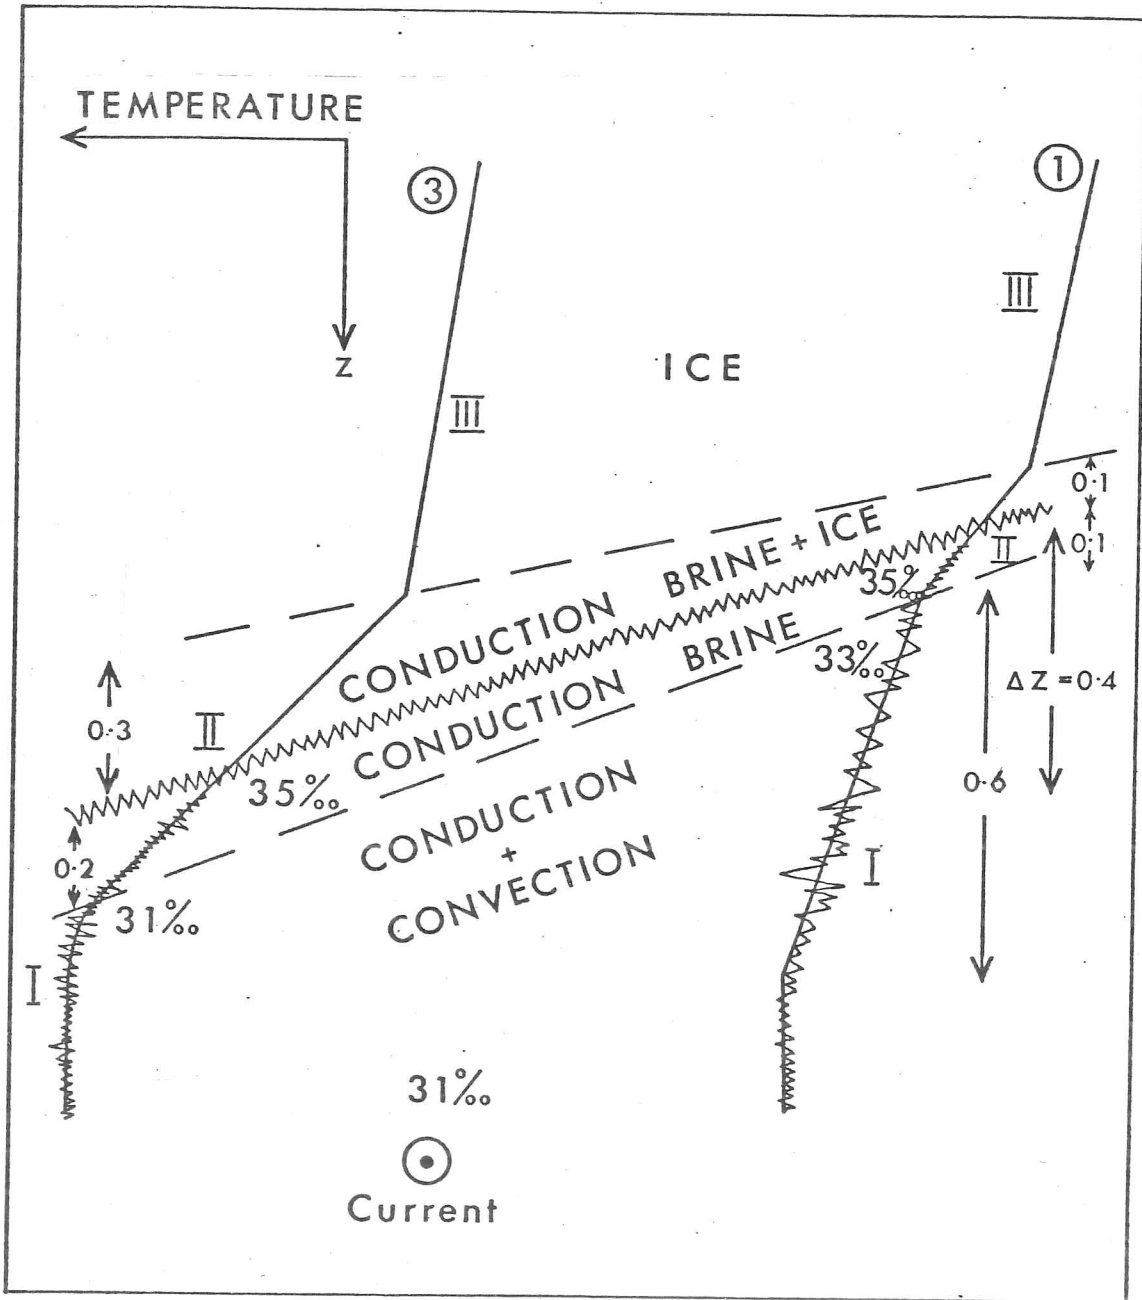 TEMPERATURE
Z
③
①
III
III
ICE
0·1
0·1
II
CONDUCTION BRINE + ICE
35‰
CONDUCTION BRINE
33‰
ΔZ = 0·4
0·3
II
35‰
0·6
CONDUCTION
+
CONVECTION
0·2
31‰
I
I
31‰
Current